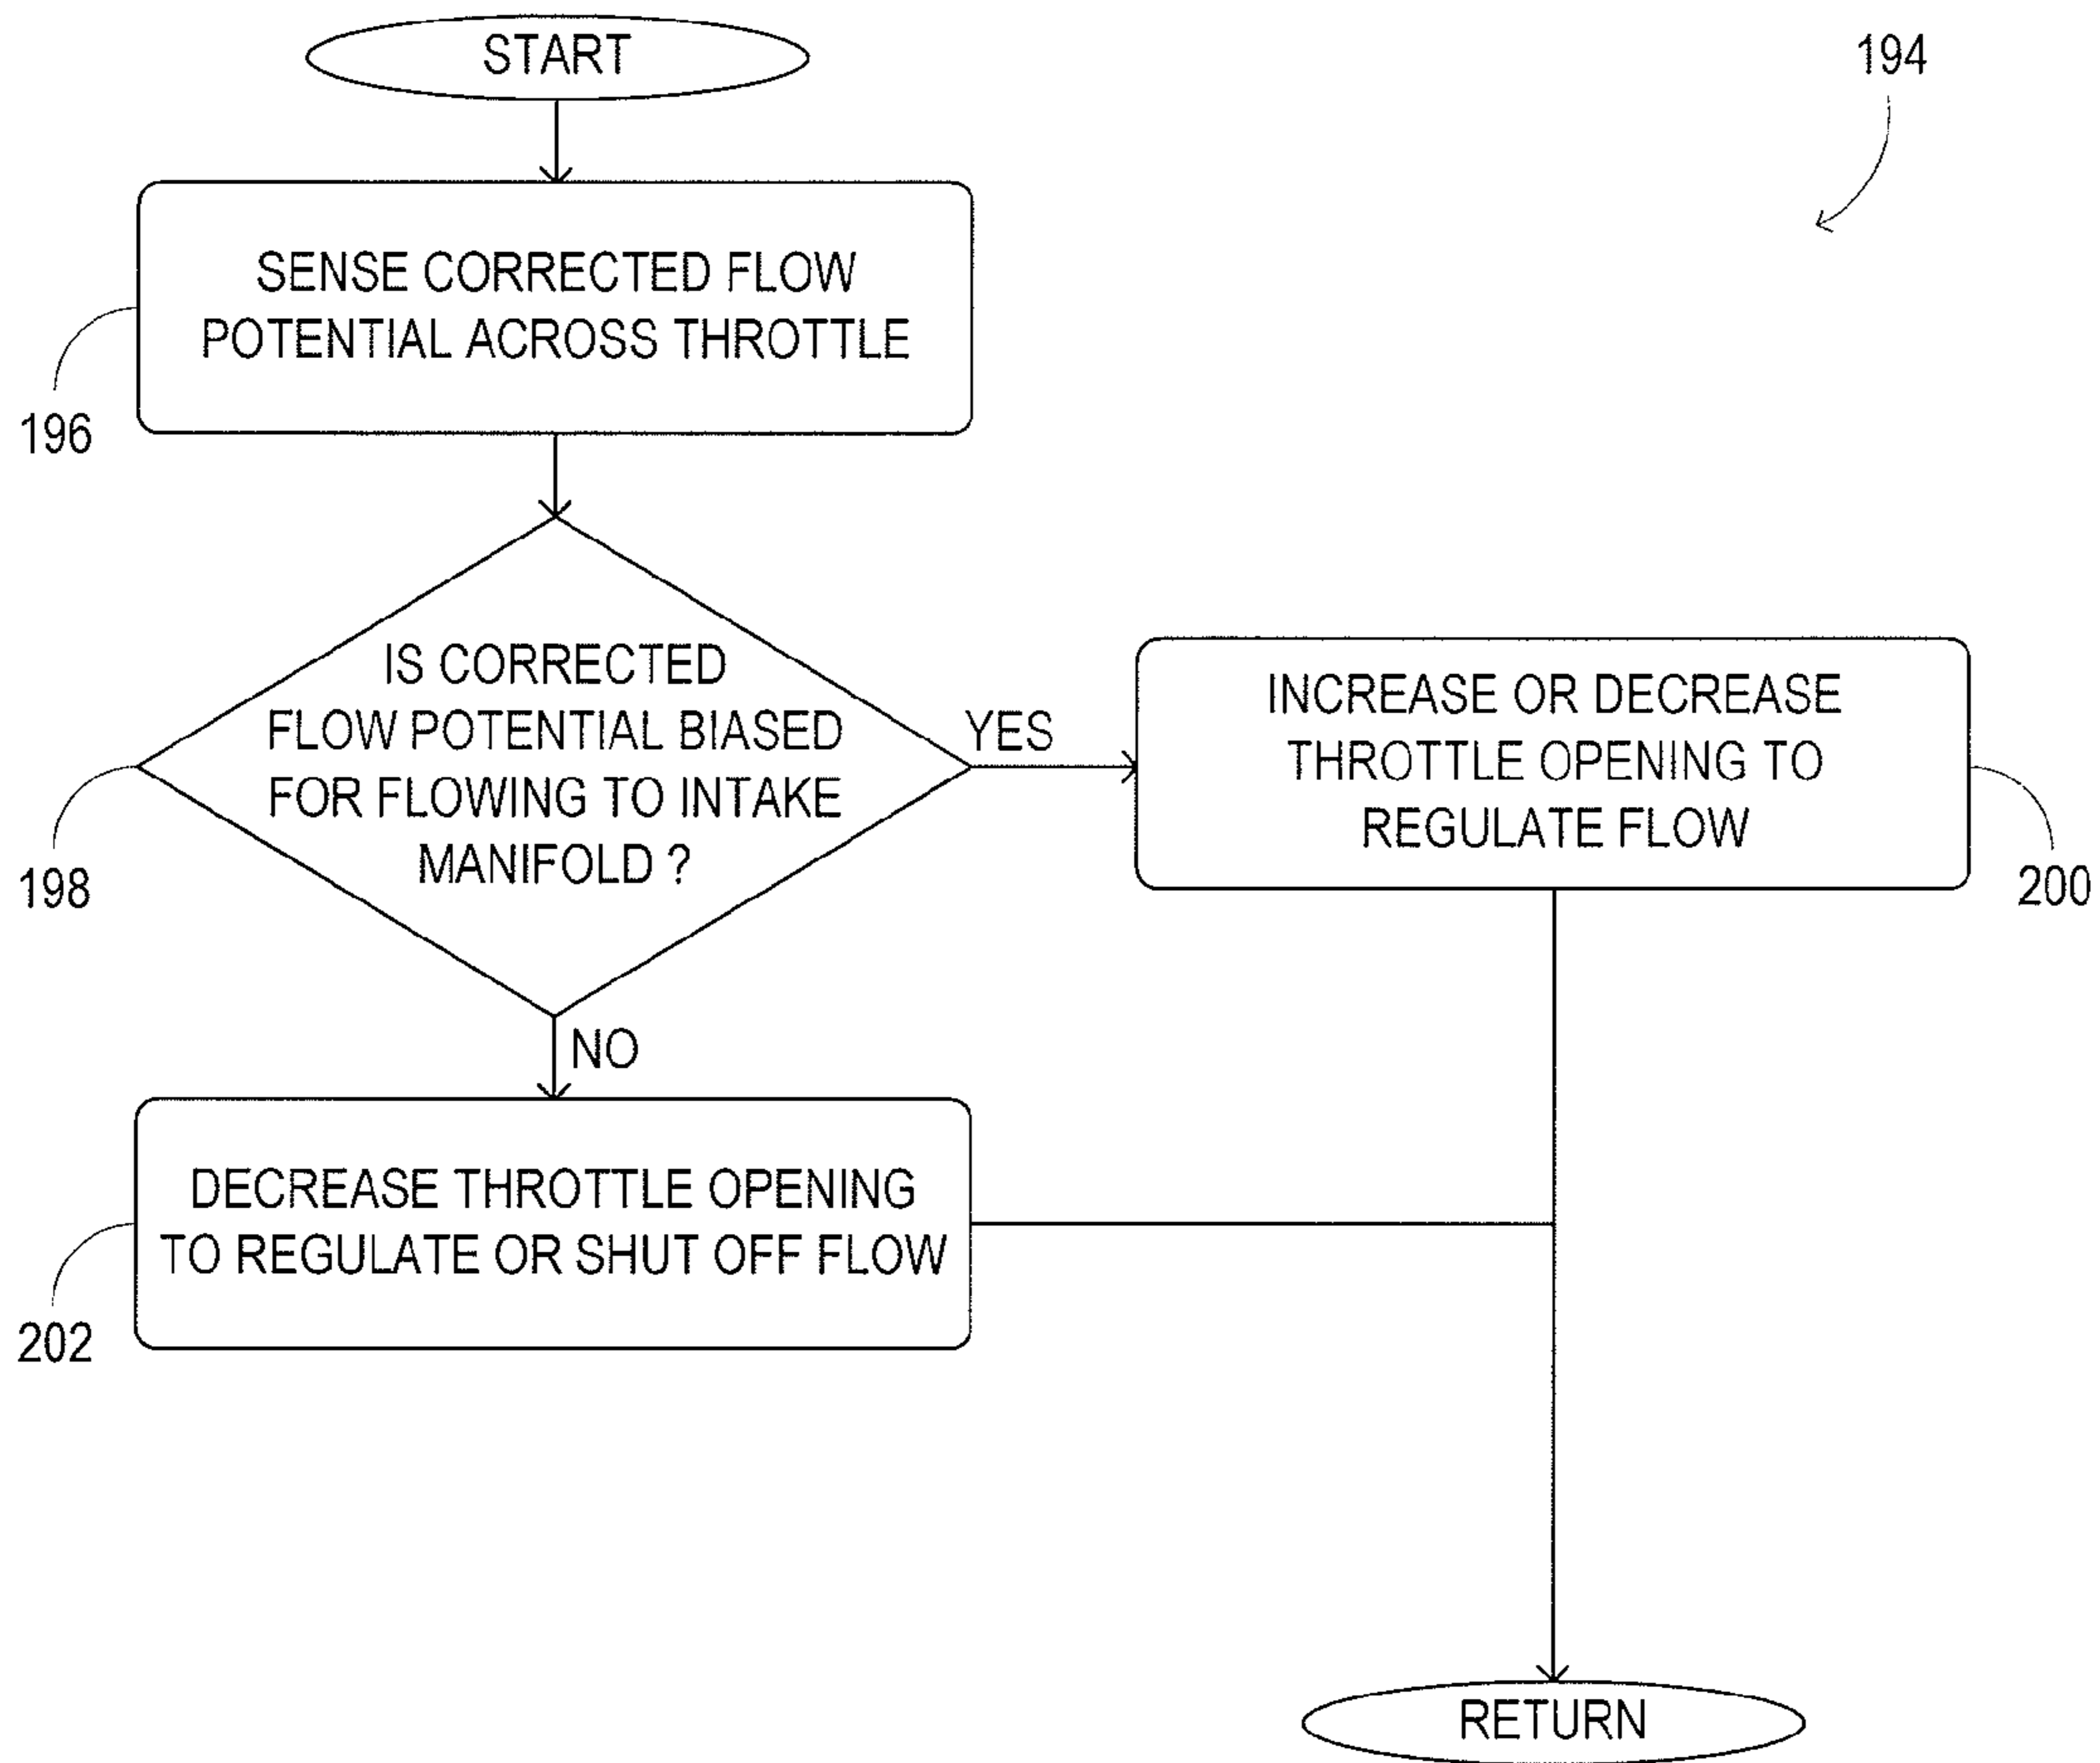 START
194
SENSE CORRECTED FLOW
POTENTIAL ACROSS THROTTLE
196
IS CORRECTED
FLOW POTENTIAL BIASED
FOR FLOWING TO INTAKE
MANIFOLD ?
198
YES
INCREASE OR DECREASE
THROTTLE OPENING TO
REGULATE FLOW
200
NO
DECREASE THROTTLE OPENING
TO REGULATE OR SHUT OFF FLOW
202
RETURN